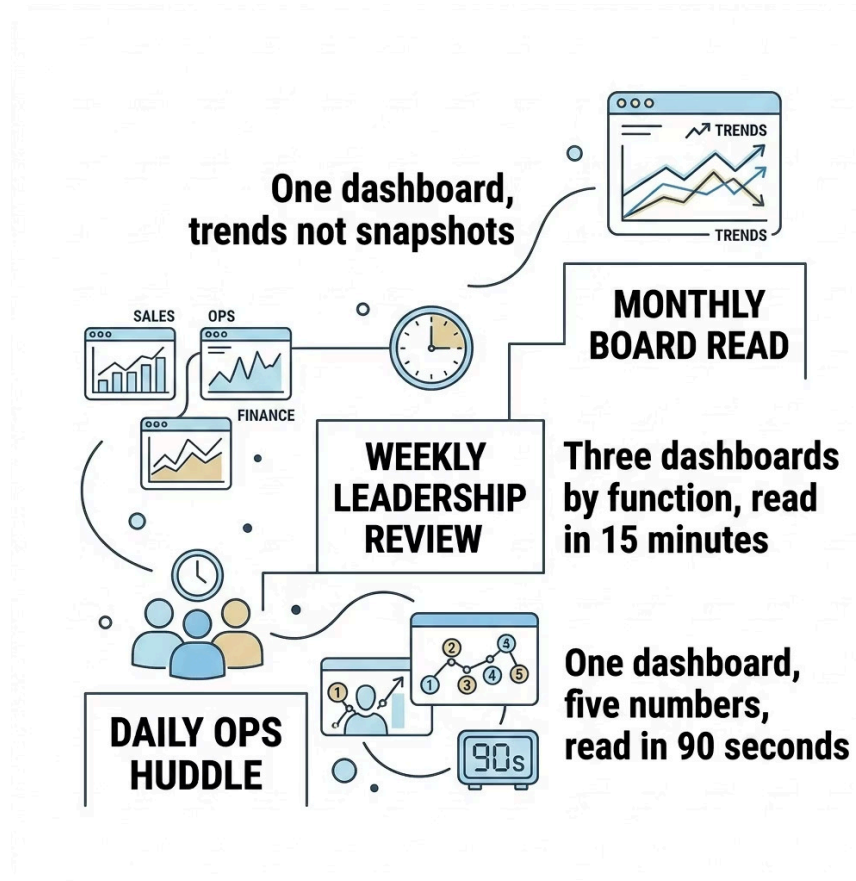 TRENDS
TRENDS
One dashboard,
trends not snapshots
MONTHLY
BOARD READ
SALES
OPS
FINANCE
WEEKLY
LEADERSHIP
REVIEW
Three dashboards
by function, read
in 15 minutes
One dashboard,
five numbers,
read in 90 seconds
1
2
3
4
5
1
90s
DAILY OPS
HUDDLE